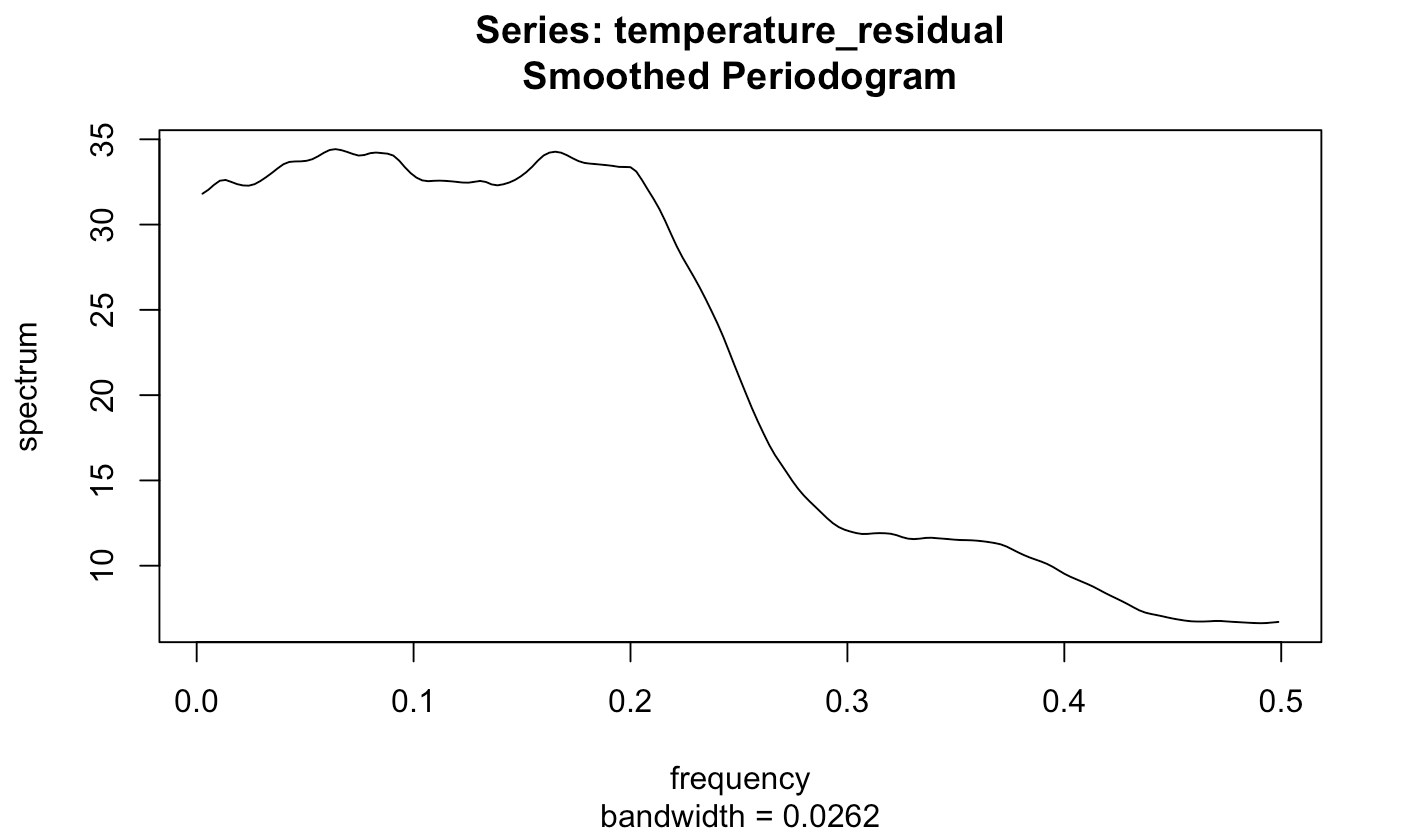 Series: temperature_residual
Smoothed Periodogram
35
30
25
20
15
10
spectrum
0.0 0.1 0.2 0.3 0.4 0.5
frequency
bandwidth = 0.0262